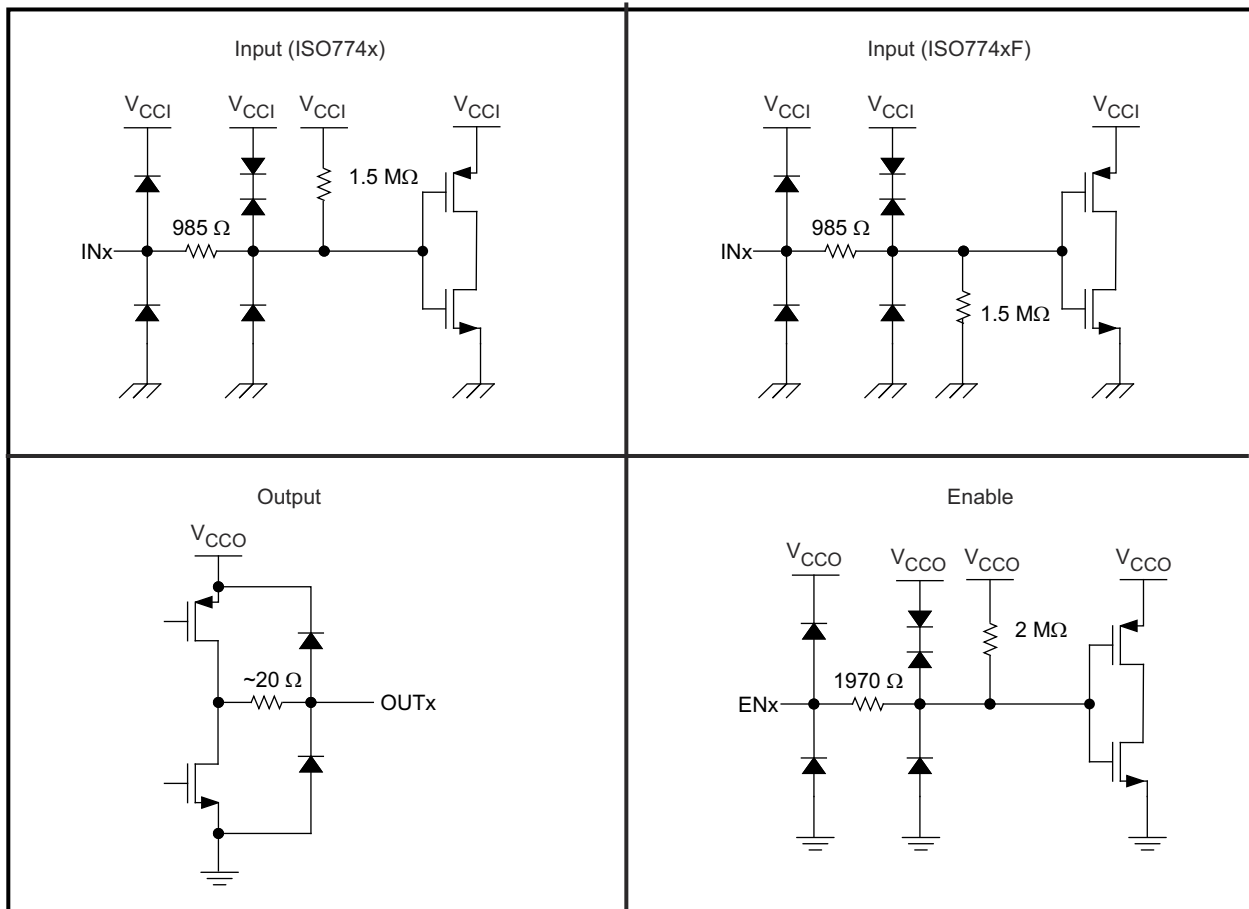 Input (ISO774x)
V_CCI V_CCI V_CCI V_CCI
1.5 MΩ
985 Ω
INx
Input (ISO774xF)
V_CCI V_CCI V_CCI
985 Ω
INx
1.5 MΩ
Output
V_CCO
~20 Ω
OUTx
Enable
V_CCO V_CCO V_CCO V_CCO
2 MΩ
1970 Ω
ENx